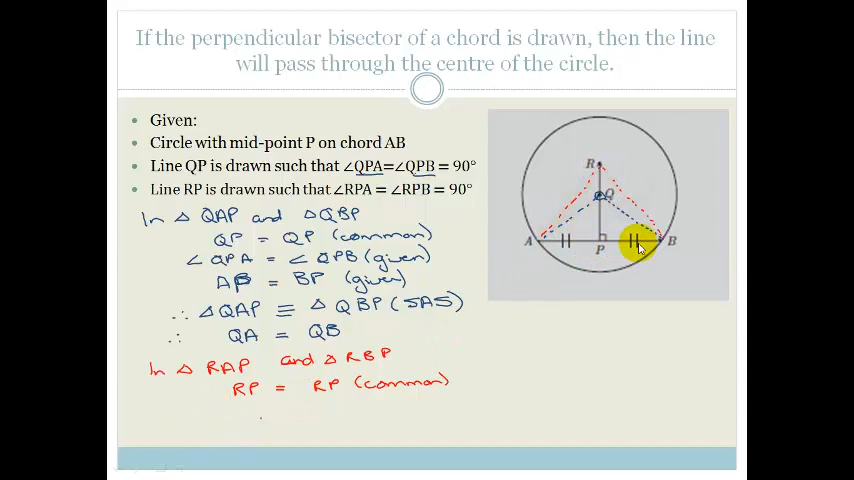 If the perpendicular bisector of a chord is drawn, then the line
will pass through the centre of the circle.
• Given:
• Circle with mid-point P on chord AB
• Line QP is drawn such that ∠QPA=∠QPB = 90°
• Line RP is drawn such that ∠RPA = ∠RPB = 90°
In △ QAP and △QBP
QP = QP (common)
∠ QPA = ∠ QPB (given)
AP = BP (given)
∴ △QAP ≡ △ QBP (SAS)
∴ QA = QB
In △ RAP and △ RBP
RP = RP (common)
R
Q
A
B
P